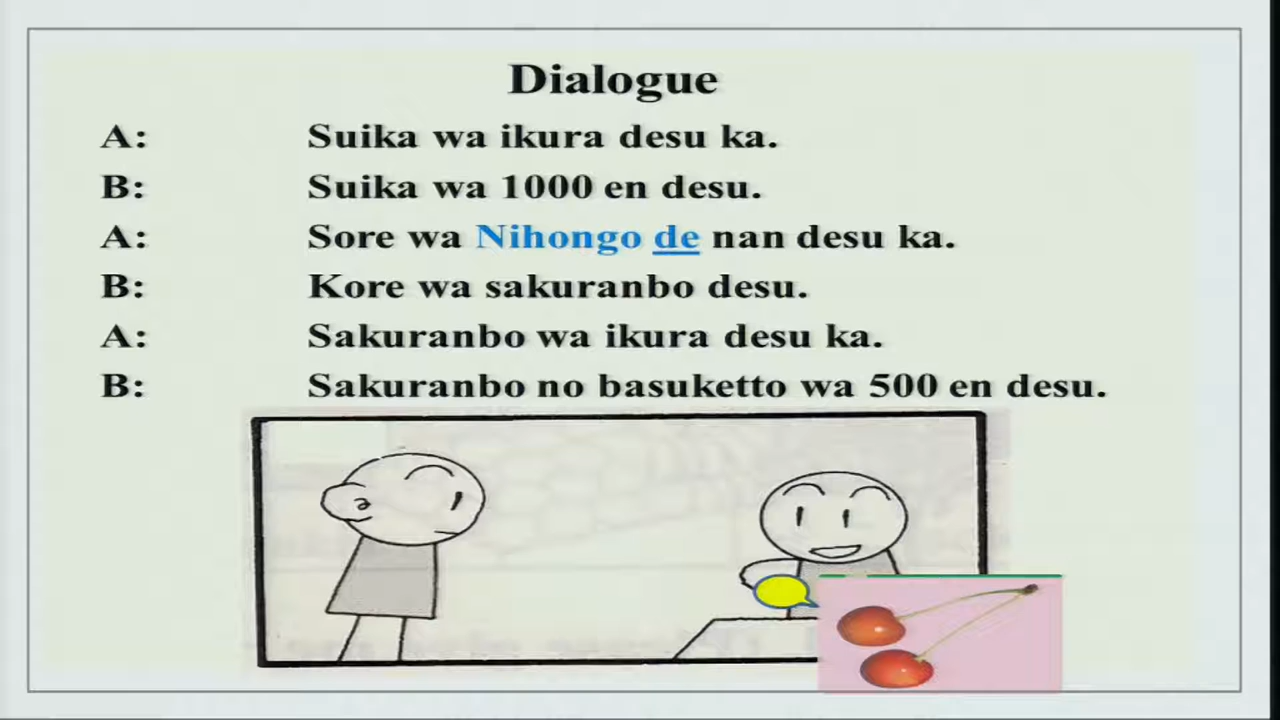 Dialogue
A: Suika wa ikura desu ka.
B: Suika wa 1000 en desu.
A: Sore wa Nihongo de nan desu ka.
B: Kore wa sakuranbo desu.
A: Sakuranbo wa ikura desu ka.
B: Sakuranbo no basuketto wa 500 en desu.